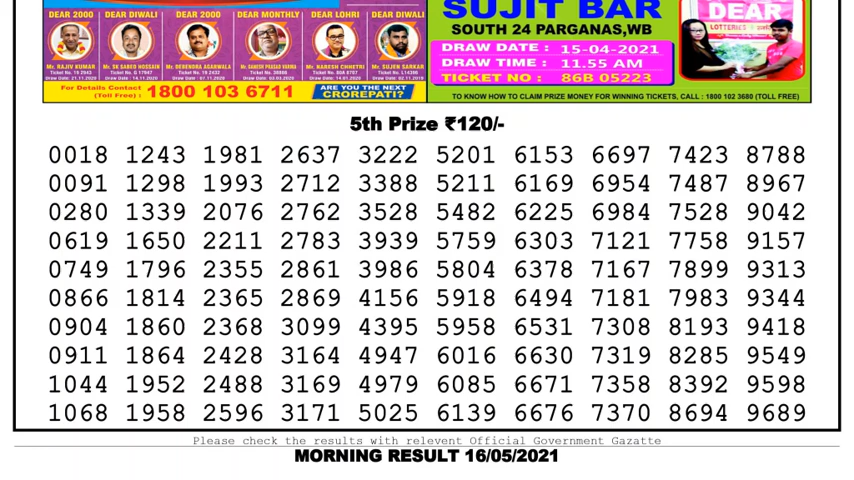 DEAR 2000 DEAR DIWALI DEAR 2000 DEAR MONTHLY DEAR LOHRI DEAR DIWALI
Mr. RAJIV KUMAR Mr. SK SABED HOSSAIN Mr. DEBENDRA AGARWALA Mr. GANESH PRASAD VARMA Mr. NARESH CHHETRI Mr. SUJEN SARKAR
For Details Contact
(Toll Free) : 1800 103 6711 ARE YOU THE NEXT
CROREPATI?
SUJIT BAR
SOUTH 24 PARGANAS,WB
DRAW DATE : 15-04-2021
DRAW TIME : 11.55 AM
TICKET NO : 86B 05223
DEAR
LOTTERIES
TO KNOW HOW TO CLAIM PRIZE MONEY FOR WINNING TICKETS, CALL : 1800 102 3680 (TOLL FREE)
5th Prize ₹120/-
0018 1243 1981 2637 3222 5201 6153 6697 7423 8788
0091 1298 1993 2712 3388 5211 6169 6954 7487 8967
0280 1339 2076 2762 3528 5482 6225 6984 7528 9042
0619 1650 2211 2783 3939 5759 6303 7121 7758 9157
0749 1796 2355 2861 3986 5804 6378 7167 7899 9313
0866 1814 2365 2869 4156 5918 6494 7181 7983 9344
0904 1860 2368 3099 4395 5958 6531 7308 8193 9418
0911 1864 2428 3164 4947 6016 6630 7319 8285 9549
1044 1952 2488 3169 4979 6085 6671 7358 8392 9598
1068 1958 2596 3171 5025 6139 6676 7370 8694 9689
Please check the results with relevent Official Government Gazatte
MORNING RESULT 16/05/2021